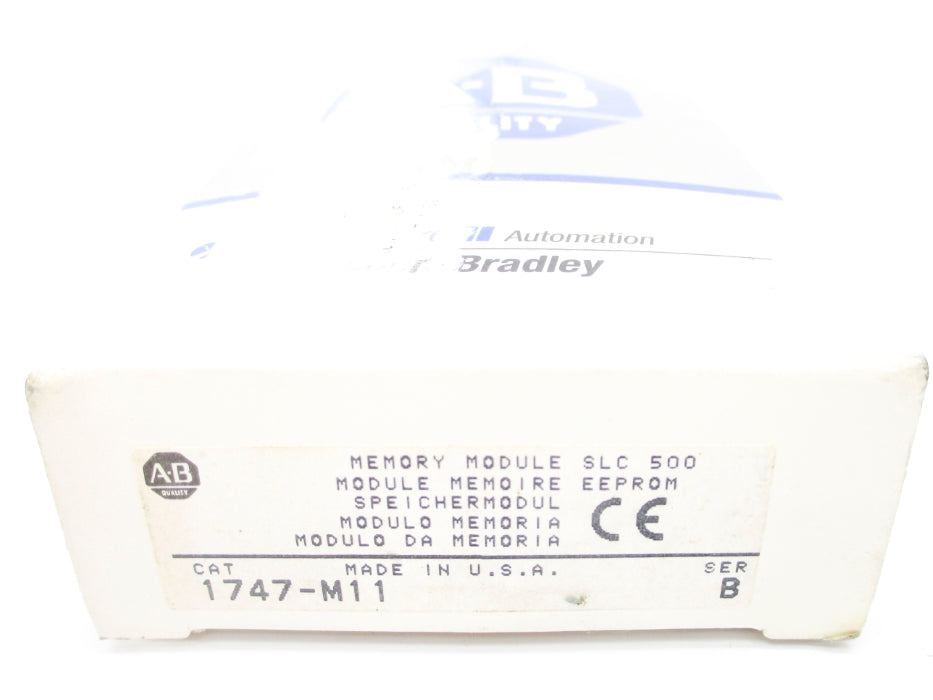 A·B
Automation
Bradley
A·B
QUALITY
MEMORY MODULE SLC 500
MODULE MEMOIRE EEPROM
SPEICHERMODUL
MODULO MEMORIA
MODULO DA MEMORIA
CE
CAT MADE IN U.S.A. SER
1747-M11 B